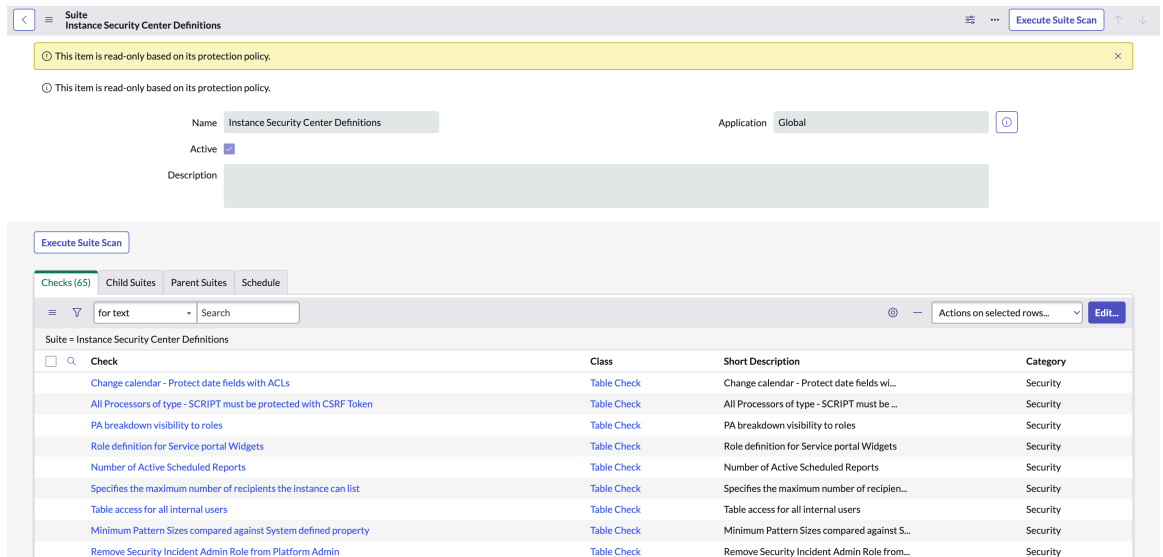 Suite
Instance Security Center Definitions
Execute Suite Scan
This item is read-only based on its protection policy.
This item is read-only based on its protection policy.
Name Instance Security Center Definitions Application Global
Active
Description
Execute Suite Scan
Checks (65) Child Suites Parent Suites Schedule
for text Search Actions on selected rows... Edit...
Suite = Instance Security Center Definitions
Check Class Short Description Category
Change calendar - Protect date fields with ACLs Table Check Change calendar - Protect date fields wi... Security
All Processors of type - SCRIPT must be protected with CSRF Token Table Check All Processors of type - SCRIPT must be ... Security
PA breakdown visibility to roles Table Check PA breakdown visibility to roles Security
Role definition for Service portal Widgets Table Check Role definition for Service portal Widgets Security
Number of Active Scheduled Reports Table Check Number of Active Scheduled Reports Security
Specifies the maximum number of recipients the instance can list Table Check Specifies the maximum number of recipien... Security
Table access for all internal users Table Check Table access for all internal users Security
Minimum Pattern Sizes compared against System defined property Table Check Minimum Pattern Sizes compared against S... Security
Remove Security Incident Admin Role from Platform Admin Table Check Remove Security Incident Admin Role from... Security